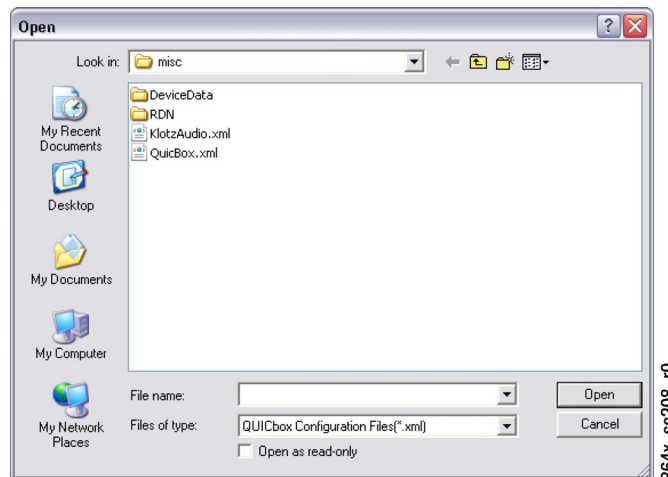 Open
Look in:
misc
DeviceData
RDN
KlotzAudio.xml
QuicBox.xml
My Recent
Documents
Desktop
My Documents
My Computer
My Network
Places
File name:
Open
Files of type:
QUICbox Configuration Files(*.xml)
Cancel
Open as read-only